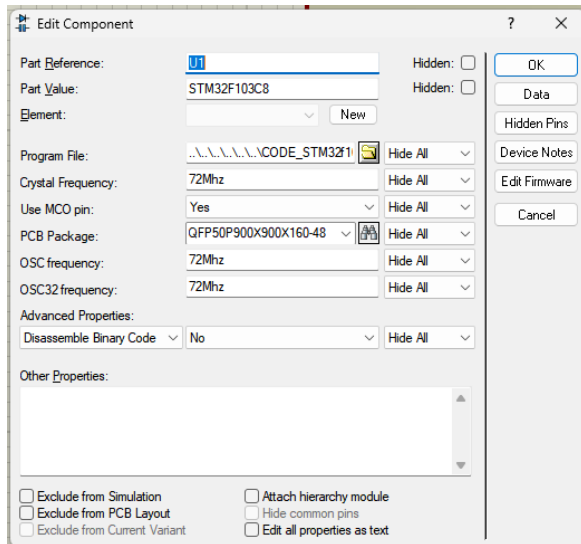 Edit Component ? X
Part Reference: U1 Hidden: OK
Part Value: STM32F103C8 Hidden: Data
Element: New Hidden Pins
Program File: ..\..\..\..\..\..\CODE_STM32f1 Hide All Device Notes
Crystal Frequency: 72Mhz Hide All Edit Firmware
Use MCO pin: Yes Hide All Cancel
PCB Package: QFP50P900X900X160-48 Hide All
OSC frequency: 72Mhz Hide All
OSC32 frequency: 72Mhz Hide All
Advanced Properties:
Disassemble Binary Code No Hide All
Other Properties:
Exclude from Simulation Attach hierarchy module
Exclude from PCB Layout Hide common pins
Exclude from Current Variant Edit all properties as text